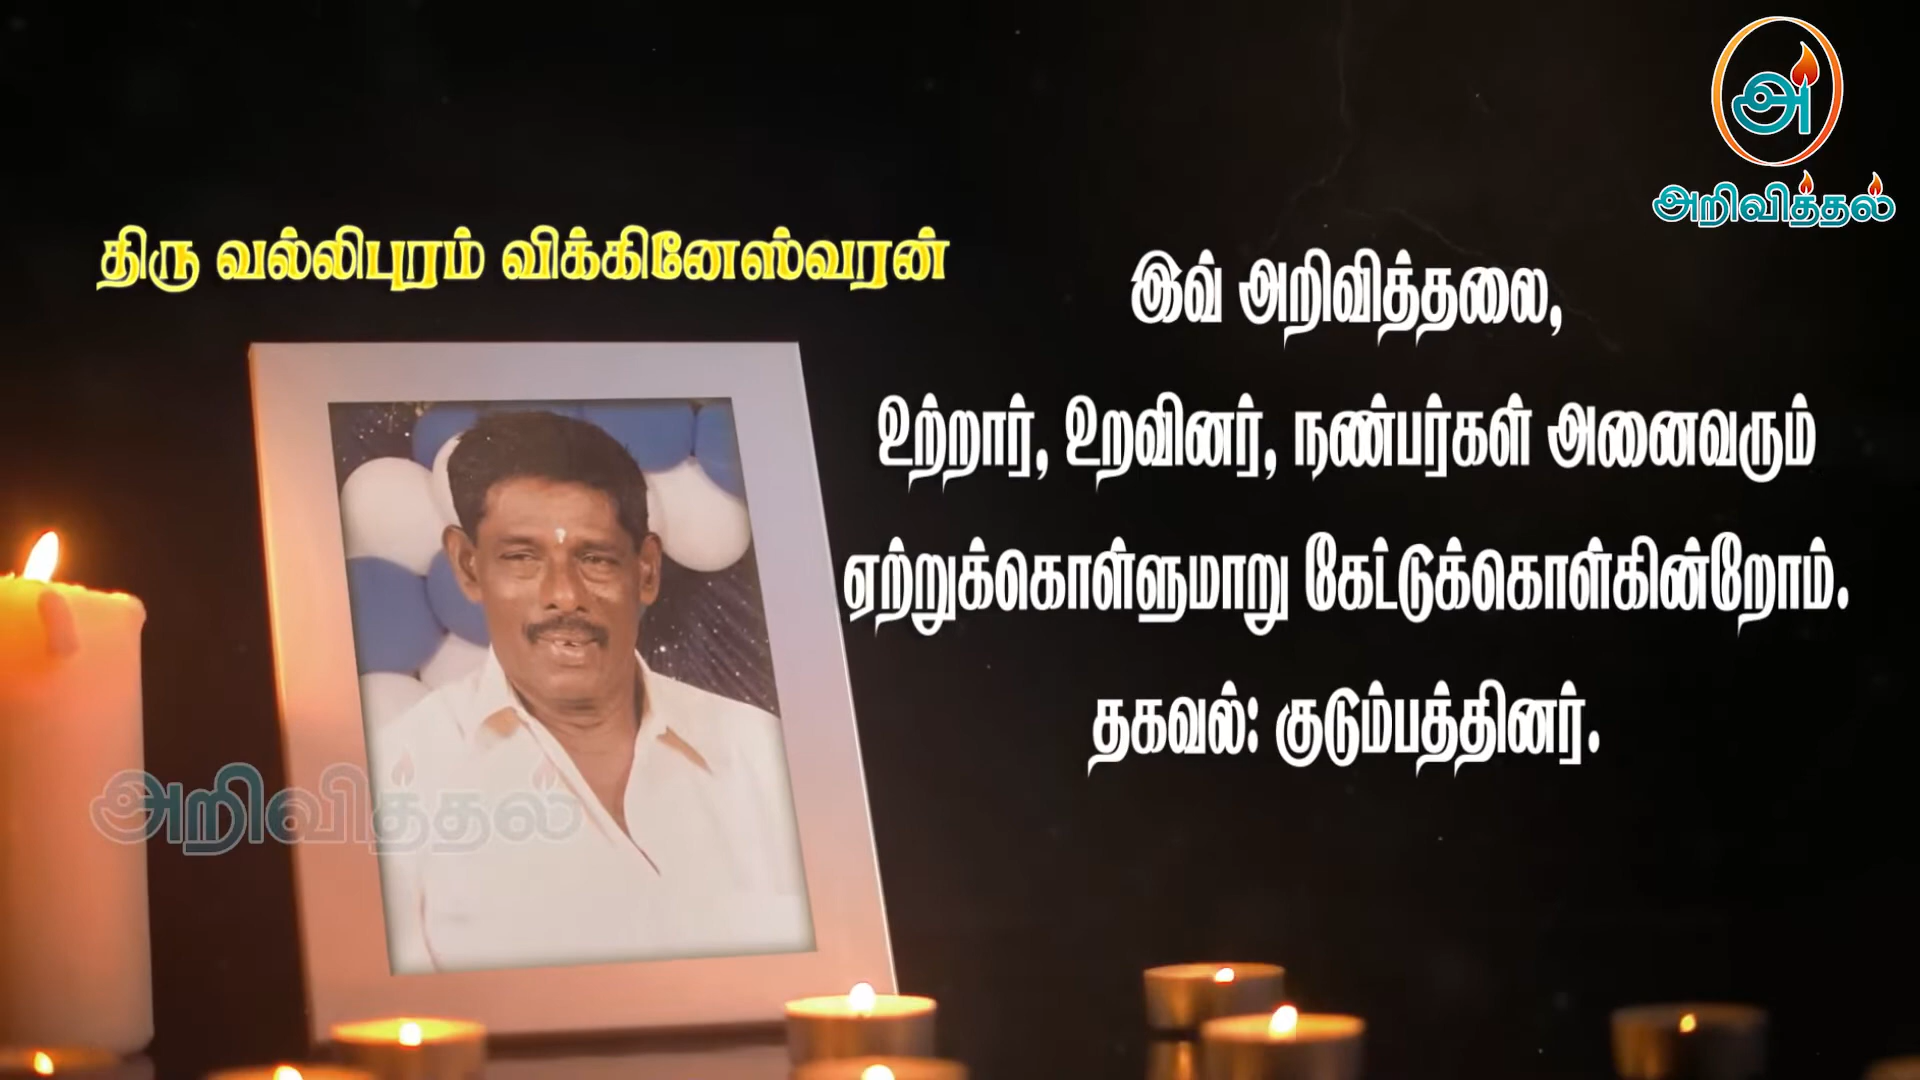 அ
அறிவித்தல்
திரு வல்லிபுரம் விக்கினேஸ்வரன்
இவ் அறிவித்தலை,
உற்றார், உறவினர், நண்பர்கள் அனைவரும்
ஏற்றுக்கொள்ளுமாறு கேட்டுக்கொள்கின்றோம்.
தகவல்: குடும்பத்தினர்.
அறிவித்தல்